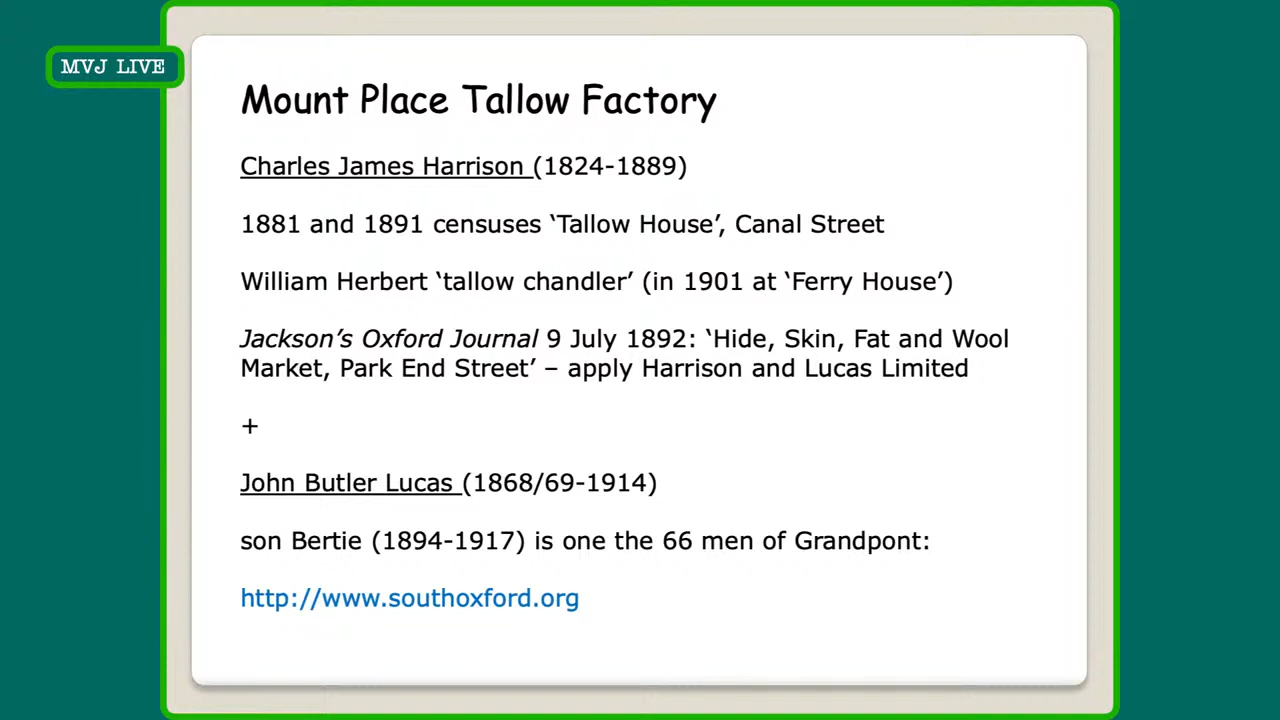 MVJ LIVE
Mount Place Tallow Factory
Charles James Harrison (1824-1889)
1881 and 1891 censuses ‘Tallow House’, Canal Street
William Herbert ‘tallow chandler’ (in 1901 at ‘Ferry House’)
Jackson’s Oxford Journal 9 July 1892: ‘Hide, Skin, Fat and Wool
Market, Park End Street’ – apply Harrison and Lucas Limited
+
John Butler Lucas (1868/69-1914)
son Bertie (1894-1917) is one the 66 men of Grandpont:
http://www.southoxford.org